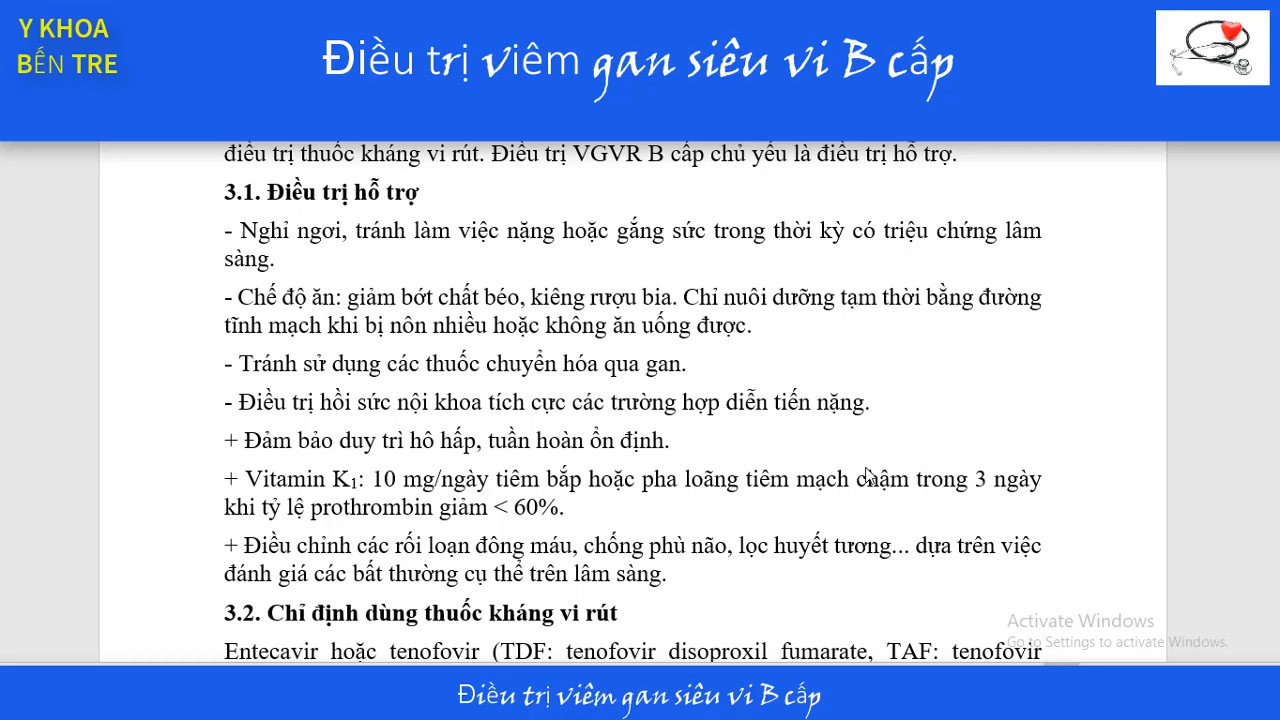 Y KHOA
BẾN TRE
Điều trị viêm gan siêu vi B cấp
điều trị thuốc kháng vi rút. Điều trị VGVR B cấp chủ yếu là điều trị hỗ trợ.
3.1. Điều trị hỗ trợ
- Nghỉ ngơi, tránh làm việc nặng hoặc gắng sức trong thời kỳ có triệu chứng lâm
sàng.
- Chế độ ăn: giảm bớt chất béo, kiêng rượu bia. Chỉ nuôi dưỡng tạm thời bằng đường
tĩnh mạch khi bị nôn nhiều hoặc không ăn uống được.
- Tránh sử dụng các thuốc chuyển hóa qua gan.
- Điều trị hồi sức nội khoa tích cực các trường hợp diễn tiến nặng.
+ Đảm bảo duy trì hô hấp, tuần hoàn ổn định.
+ Vitamin K₁: 10 mg/ngày tiêm bắp hoặc pha loãng tiêm mạch chậm trong 3 ngày
khi tỷ lệ prothrombin giảm < 60%.
+ Điều chỉnh các rối loạn đông máu, chống phù não, lọc huyết tương... dựa trên việc
đánh giá các bất thường cụ thể trên lâm sàng.
3.2. Chỉ định dùng thuốc kháng vi rút
Entecavir hoặc tenofovir (TDF: tenofovir disoproxil fumarate, TAF: tenofovir
Activate Windows
Go to Settings to activate Windows.
Điều trị viêm gan siêu vi B cấp